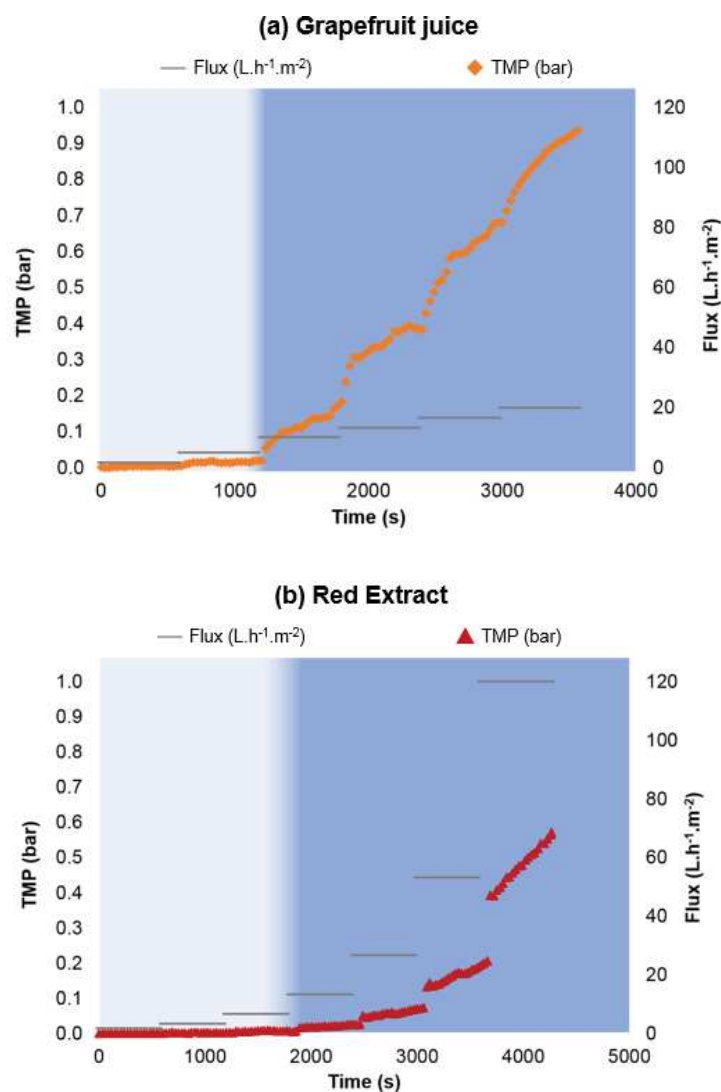 (a) Grapefruit juice
Flux (L.h⁻¹.m⁻²) TMP (bar)
1.0 120
0.9
0.8 100
0.7
0.6 80
0.5 60
0.4
0.3 40
0.2
0.1 20
0.0 0
TMP (bar)
Flux (L.h⁻¹.m⁻²)
0 1000 2000 3000 4000
Time (s)
(b) Red Extract
Flux (L.h⁻¹.m⁻²) TMP (bar)
1.0 120
0.9
0.8 100
0.7
0.6 80
0.5 60
0.4
0.3 40
0.2
0.1 20
0.0 0
TMP (bar)
Flux (L.h⁻¹.m⁻²)
0 1000 2000 3000 4000 5000
Time (s)